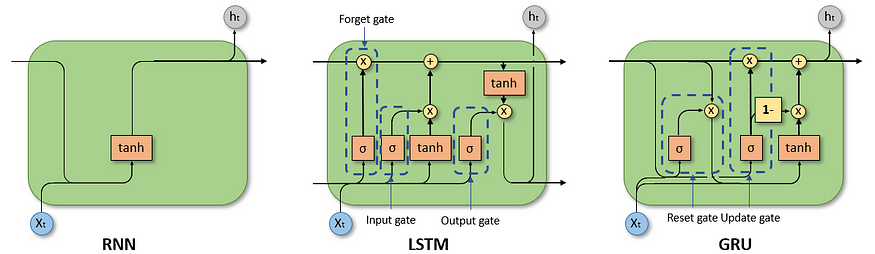 ht
tanh
Xt
RNN
Forget gate
ht
x
+
tanh
x
x
σ
σ
tanh
σ
Input gate
Output gate
Xt
LSTM
ht
x
+
x
1-
x
σ
σ
tanh
Reset gate
Update gate
Xt
GRU